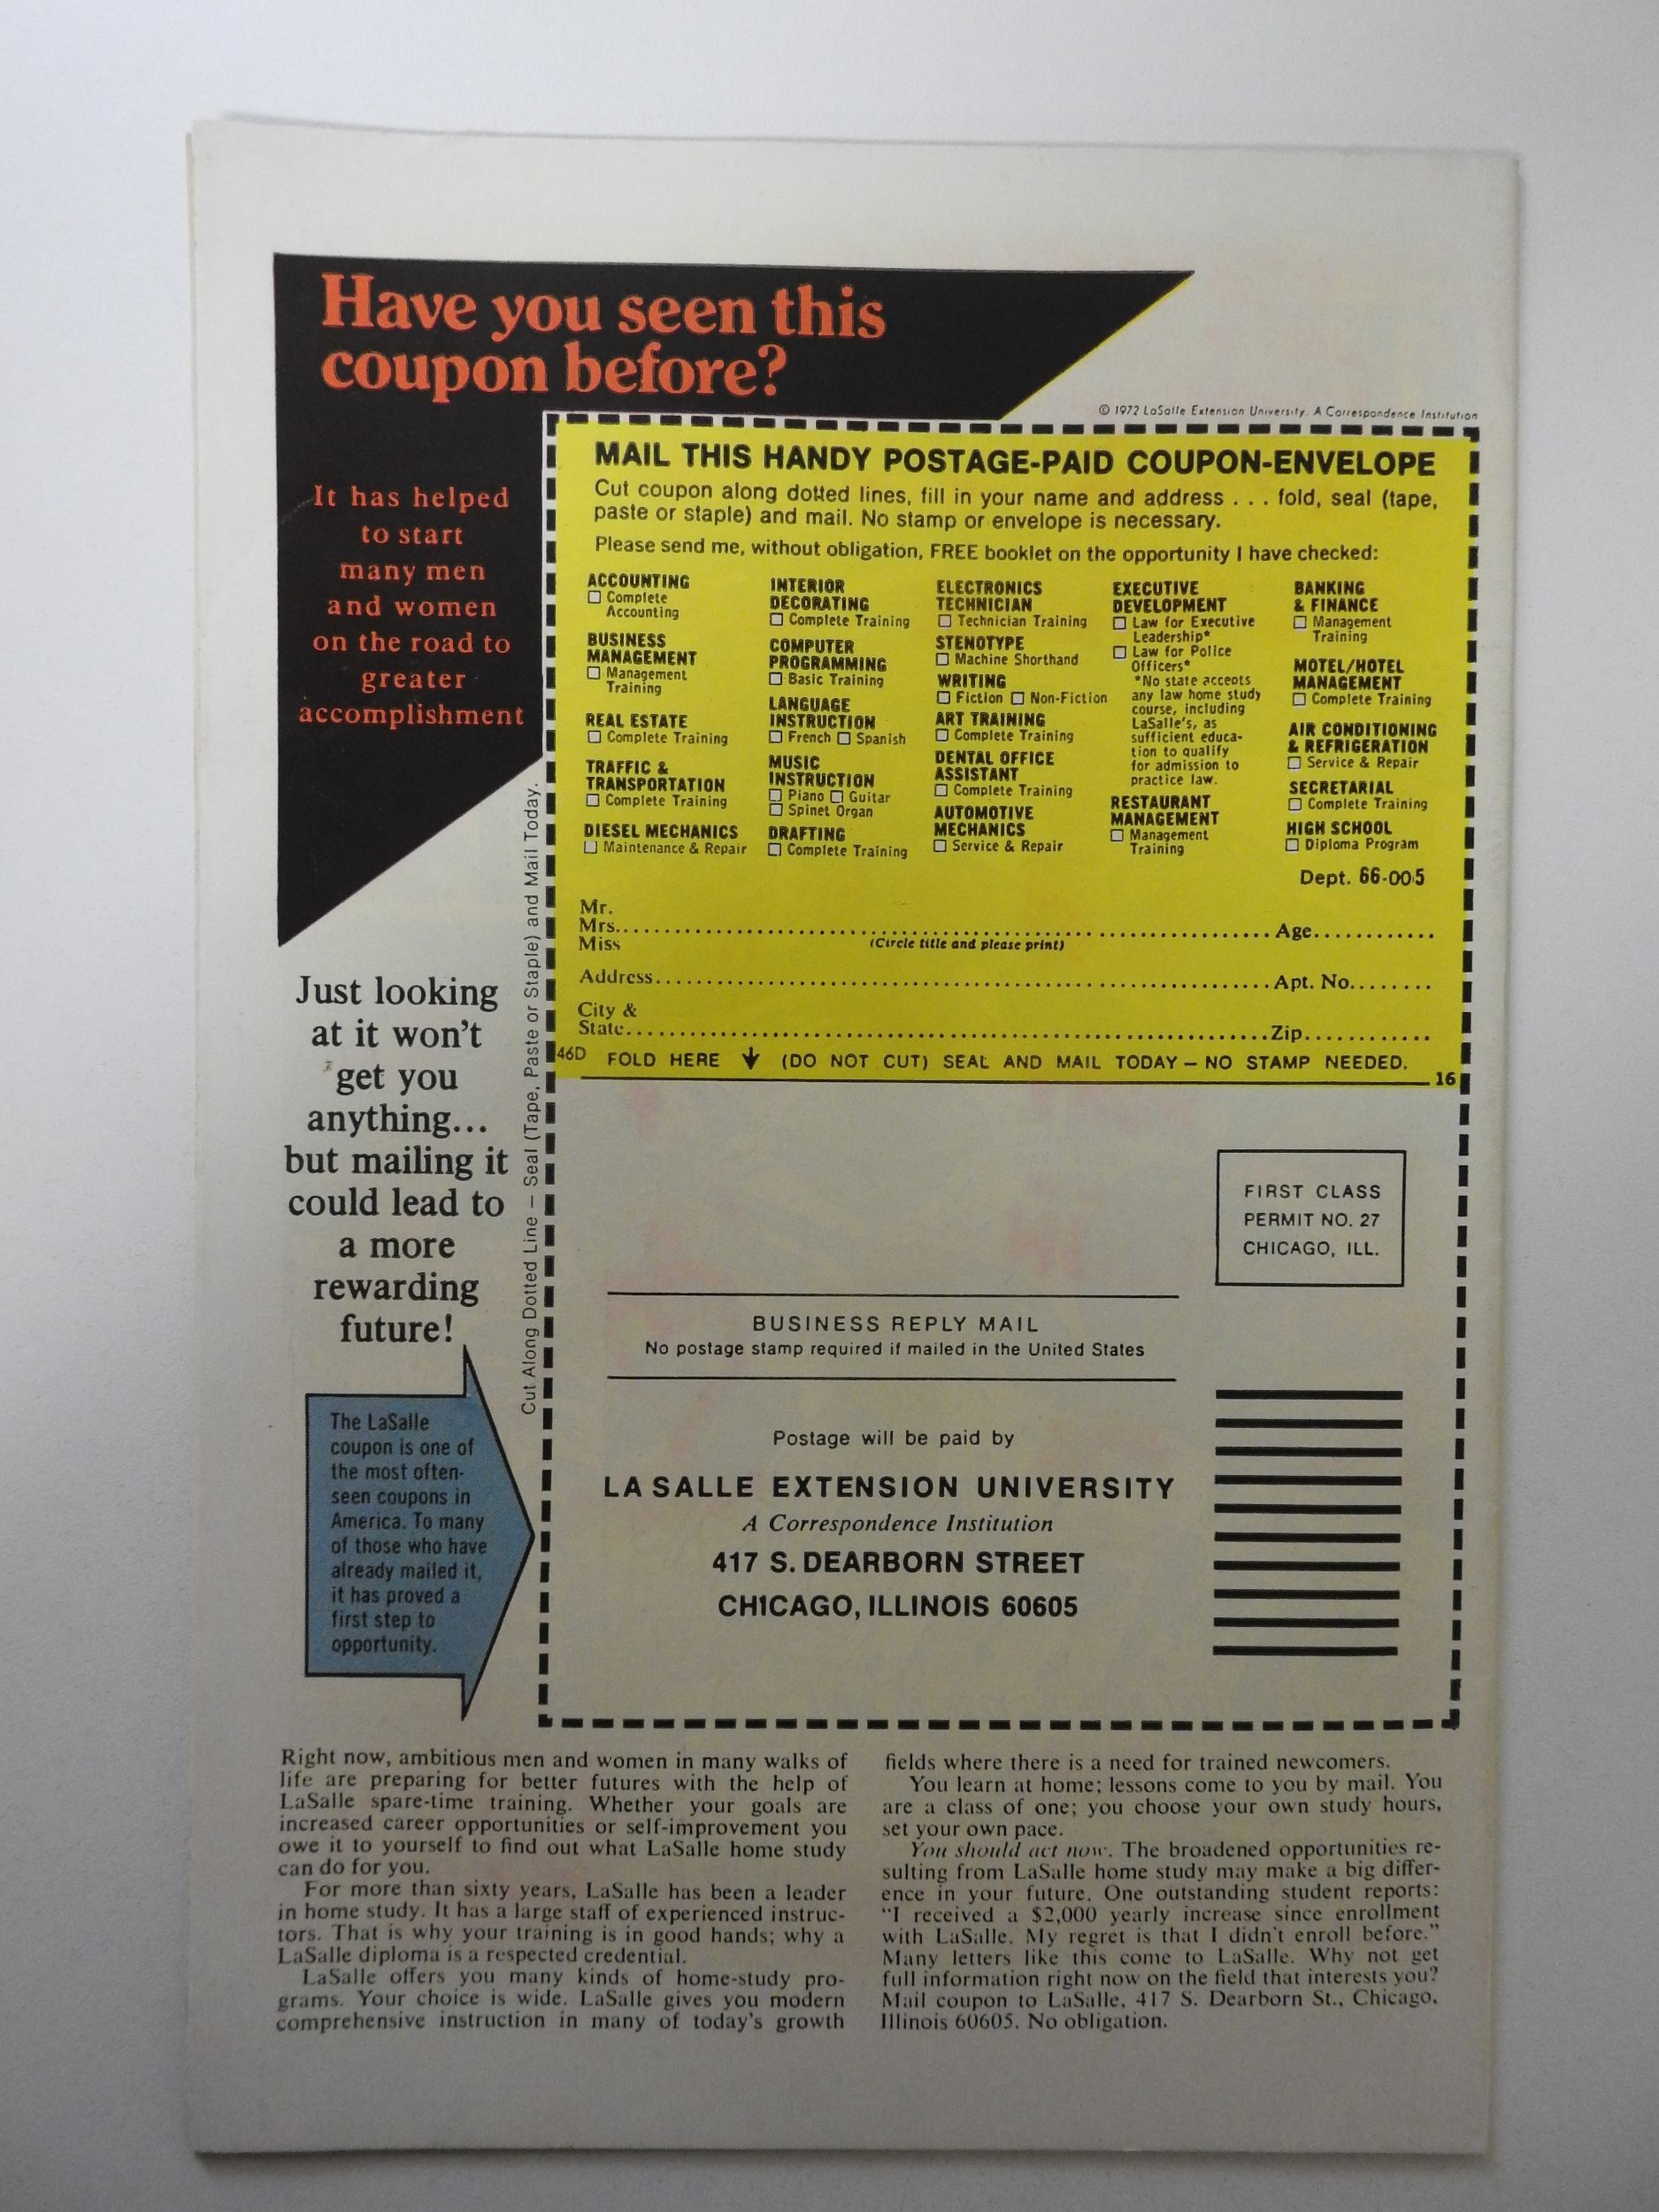 Have you seen this
coupon before?
It has helped
to start
many men
and women
on the road to
greater
accomplishment
© 1972 LaSalle Extension University. A Correspondence Institution
MAIL THIS HANDY POSTAGE-PAID COUPON-ENVELOPE
Cut coupon along dotted lines, fill in your name and address . . . fold, seal (tape,
paste or staple) and mail. No stamp or envelope is necessary.
Please send me, without obligation, FREE booklet on the opportunity I have checked:
ACCOUNTING
☐ Complete
Accounting
BUSINESS
MANAGEMENT
☐ Management
Training
REAL ESTATE
☐ Complete Training
TRAFFIC &
TRANSPORTATION
☐ Complete Training
DIESEL MECHANICS
☐ Maintenance & Repair
INTERIOR
DECORATING
☐ Complete Training
COMPUTER
PROGRAMMING
☐ Basic Training
LANGUAGE
INSTRUCTION
☐ French ☐ Spanish
MUSIC
INSTRUCTION
☐ Piano ☐ Guitar
☐ Spinet Organ
DRAFTING
☐ Complete Training
ELECTRONICS
TECHNICIAN
☐ Technician Training
STENOTYPE
☐ Machine Shorthand
WRITING
☐ Fiction ☐ Non-Fiction
ART TRAINING
☐ Complete Training
DENTAL OFFICE
ASSISTANT
☐ Complete Training
AUTOMOTIVE
MECHANICS
☐ Service & Repair
EXECUTIVE
DEVELOPMENT
☐ Law for Executive
Leadership*
☐ Law for Police
Officers*
*No state accepts
any law home study
course, including
LaSalle's, as
sufficient educa-
tion to qualify
for admission to
practice law.
RESTAURANT
MANAGEMENT
☐ Management
Training
BANKING
& FINANCE
☐ Management
Training
MOTEL/HOTEL
MANAGEMENT
☐ Complete Training
AIR CONDITIONING
& REFRIGERATION
☐ Service & Repair
SECRETARIAL
☐ Complete Training
HIGH SCHOOL
☐ Diploma Program
Dept. 66-005
Mr.
Mrs. Age
Miss (Circle title and please print)
Address Apt. No.
City &
State Zip
46D FOLD HERE ↓ (DO NOT CUT) SEAL AND MAIL TODAY – NO STAMP NEEDED.
16
Cut Along Dotted Line – Seal (Tape, Paste or Staple) and Mail Today.
Just looking
at it won't
get you
anything...
but mailing it
could lead to
a more
rewarding
future!
FIRST CLASS
PERMIT NO. 27
CHICAGO, ILL.
BUSINESS REPLY MAIL
No postage stamp required if mailed in the United States
Postage will be paid by
LA SALLE EXTENSION UNIVERSITY
A Correspondence Institution
417 S. DEARBORN STREET
CHICAGO, ILLINOIS 60605
The LaSalle
coupon is one of
the most often-
seen coupons in
America. To many
of those who have
already mailed it,
it has proved a
first step to
opportunity.
Right now, ambitious men and women in many walks of
life are preparing for better futures with the help of
LaSalle spare-time training. Whether your goals are
increased career opportunities or self-improvement you
owe it to yourself to find out what LaSalle home study
can do for you.
For more than sixty years, LaSalle has been a leader
in home study. It has a large staff of experienced instruc-
tors. That is why your training is in good hands; why a
LaSalle diploma is a respected credential.
LaSalle offers you many kinds of home-study pro-
grams. Your choice is wide. LaSalle gives you modern
comprehensive instruction in many of today's growth
fields where there is a need for trained newcomers.
You learn at home; lessons come to you by mail. You
are a class of one; you choose your own study hours,
set your own pace.
You should act now. The broadened opportunities re-
sulting from LaSalle home study may make a big differ-
ence in your future. One outstanding student reports:
"I received a $2,000 yearly increase since enrollment
with LaSalle. My regret is that I didn't enroll before."
Many letters like this come to LaSalle. Why not get
full information right now on the field that interests you?
Mail coupon to LaSalle, 417 S. Dearborn St., Chicago,
Illinois 60605. No obligation.